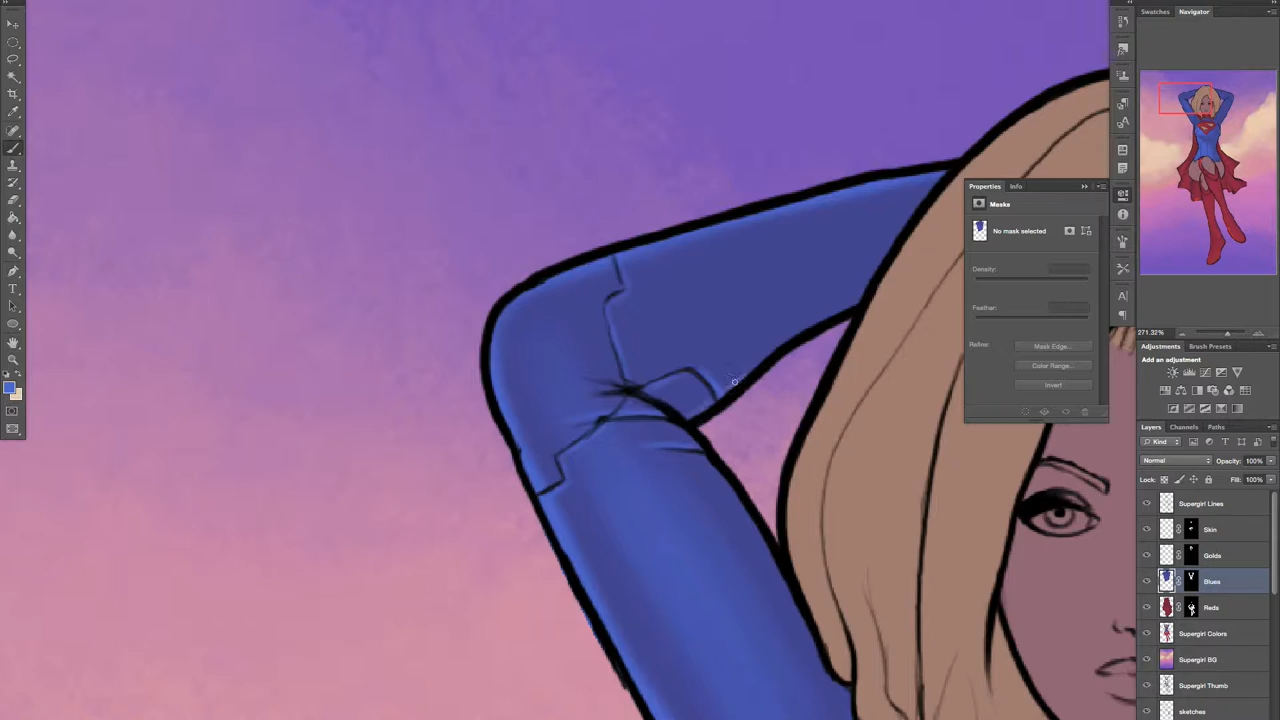 Swatches Navigator
271.32%
Adjustments Brush Presets
Add an adjustment
Properties Info
Masks
No mask selected
Density:
Feather:
Refine:
Mask Edge...
Color Range...
Invert
Layers Channels Paths
Kind
Normal Opacity: 100%
Lock: Fill: 100%
Supergirl Lines
Skin
Golds
Blues
Reds
Supergirl Colors
Supergirl BG
Supergirl Thumb
sketches